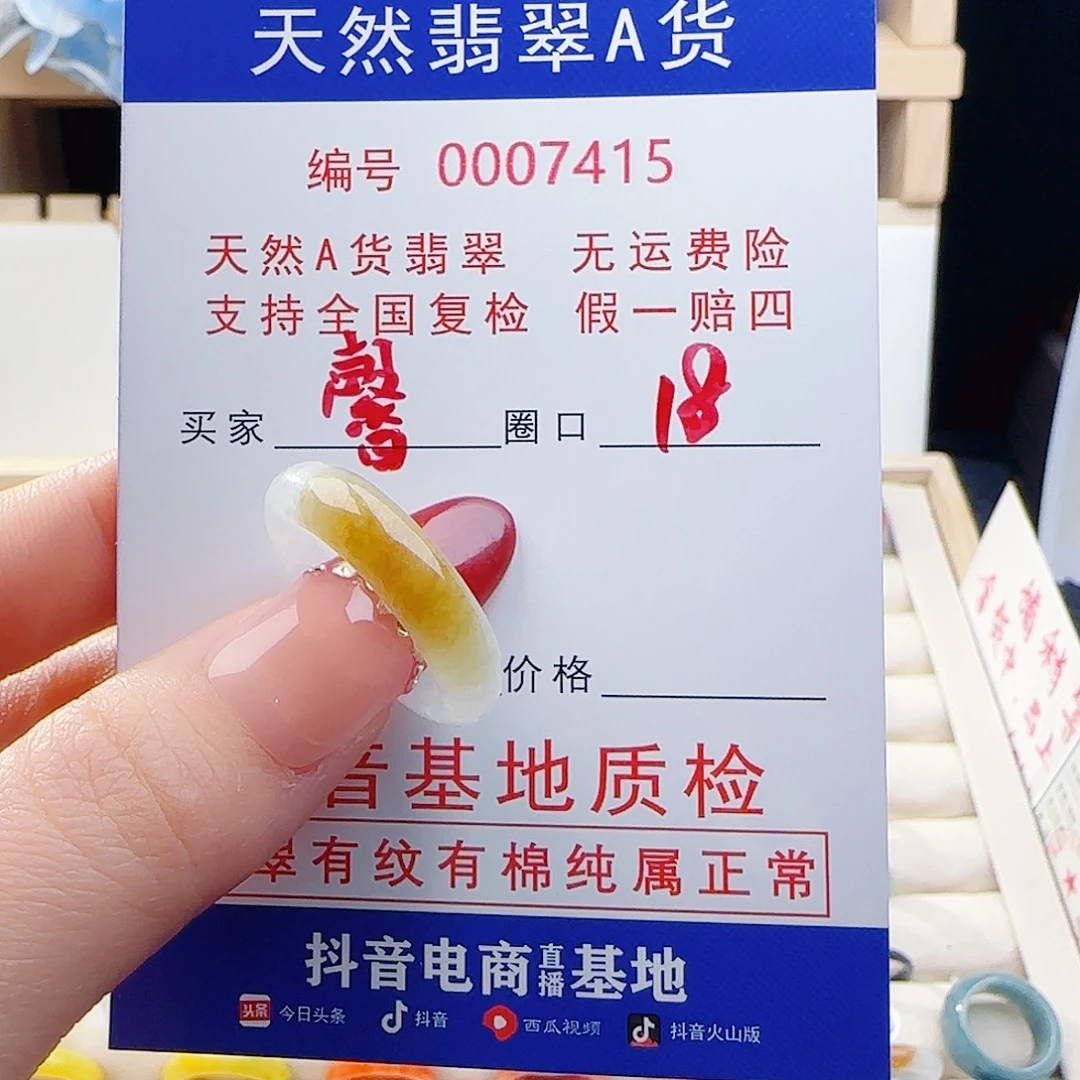 天然翡翠A货
编号 0007415
天然A货翡翠 无运费险
支持全国复检 假一赔四
买家 馨 圈口 18
价格
音基地质检
翠有纹有棉纯属正常
抖音电商直播基地
头条 今日头条 抖音 西瓜视频 抖音火山版